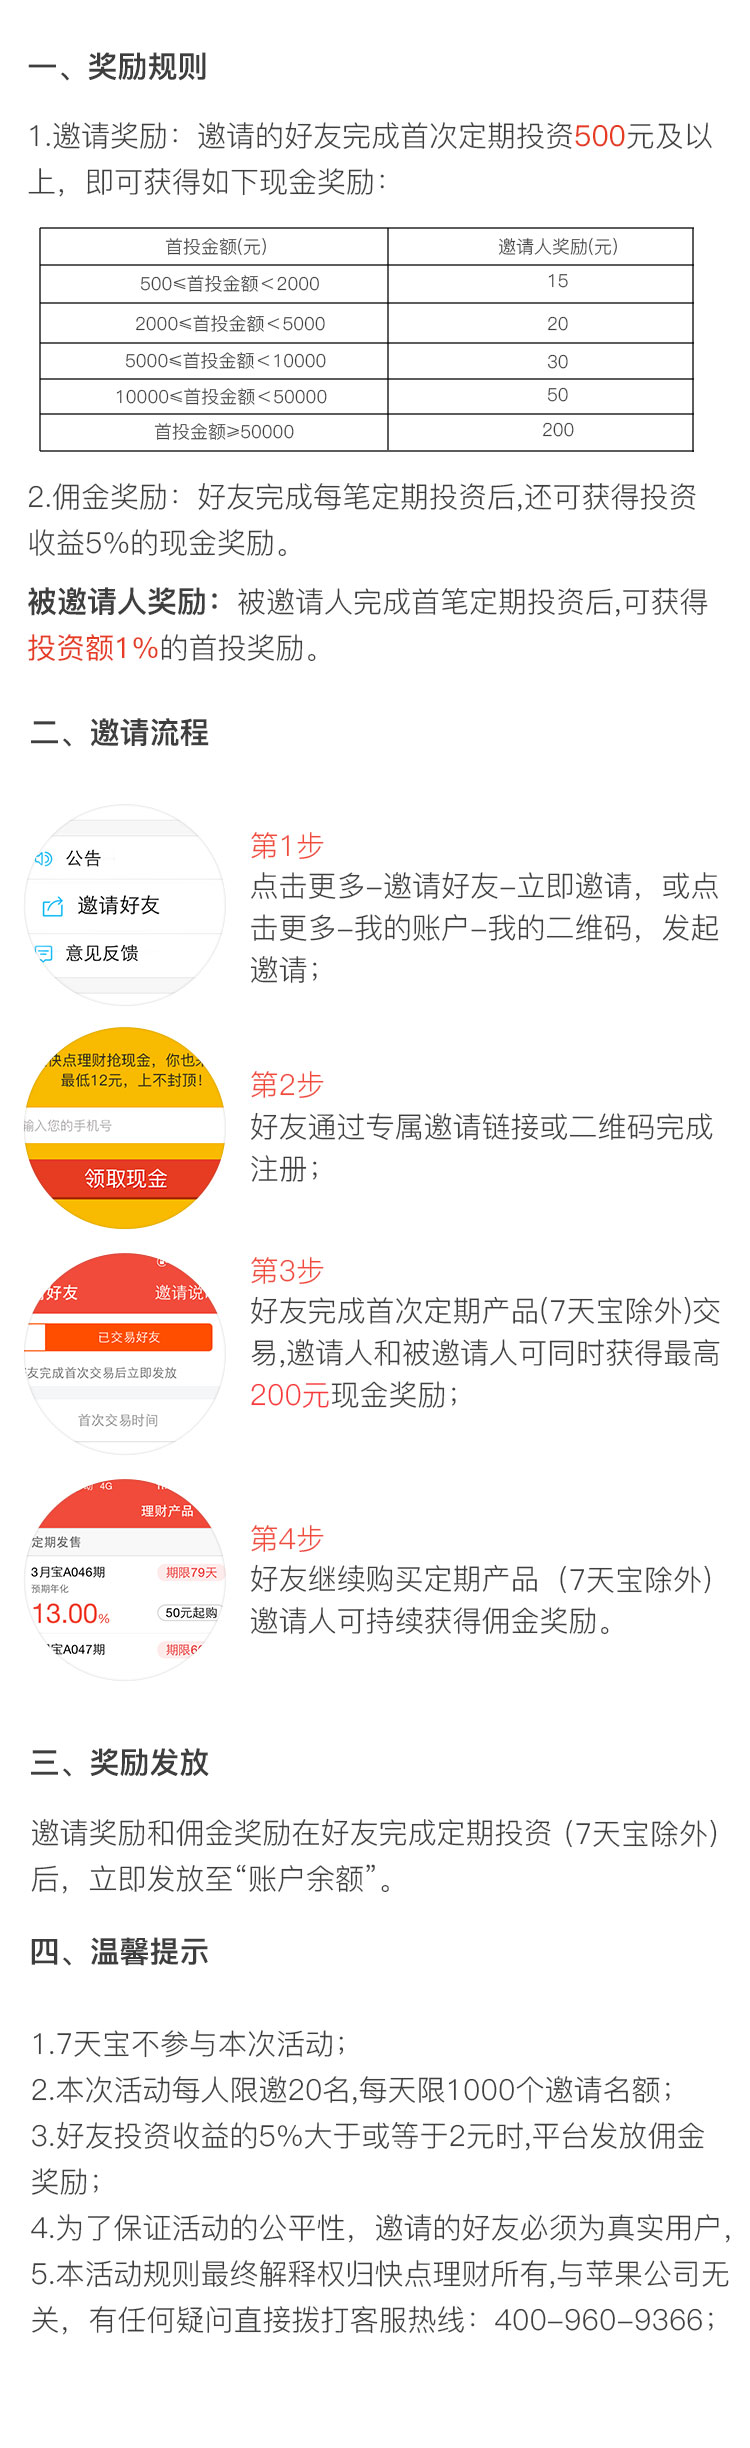 一、奖励规则
1.邀请奖励：邀请的好友完成首次定期投资500元及以
上，即可获得如下现金奖励：
首投金额(元) 邀请人奖励(元)
500≤首投金额＜2000 15
2000≤首投金额＜5000 20
5000≤首投金额＜10000 30
10000≤首投金额＜50000 50
首投金额≥50000 200
2.佣金奖励：好友完成每笔定期投资后,还可获得投资
收益5%的现金奖励。
被邀请人奖励：被邀请人完成首笔定期投资后,可获得
投资额1%的首投奖励。
二、邀请流程
公告
邀请好友
意见反馈
第1步
点击更多-邀请好友-立即邀请，或点
击更多-我的账户-我的二维码，发起
邀请；
快点理财抢现金，你也
最低12元，上不封顶！
输入您的手机号
领取现金
第2步
好友通过专属邀请链接或二维码完成
注册；
好友 邀请说
已交易好友
友完成首次交易后立即发放
首次交易时间
第3步
好友完成首次定期产品(7天宝除外)交
易,邀请人和被邀请人可同时获得最高
200元现金奖励；
4G
理财产品
定期发售
3月宝A046期 期限79天
预期年化
13.00% 50元起购
宝A047期 期限6
第4步
好友继续购买定期产品（7天宝除外）
邀请人可持续获得佣金奖励。
三、奖励发放
邀请奖励和佣金奖励在好友完成定期投资（7天宝除外）
后，立即发放至“账户余额”。
四、温馨提示
1.7天宝不参与本次活动；
2.本次活动每人限邀20名,每天限1000个邀请名额；
3.好友投资收益的5%大于或等于2元时,平台发放佣金
奖励；
4.为了保证活动的公平性，邀请的好友必须为真实用户，
5.本活动规则最终解释权归快点理财所有,与苹果公司无
关，有任何疑问直接拨打客服热线：400-960-9366；